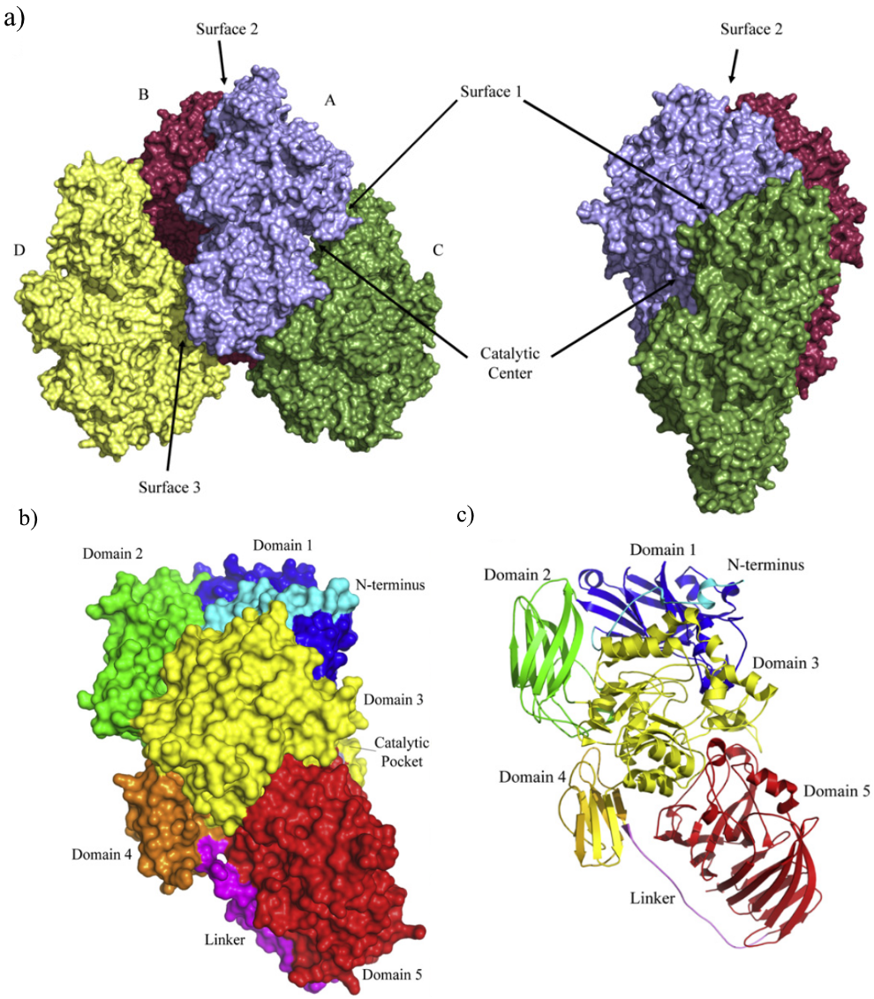 a)
Surface 2
Surface 2
B
A
Surface 1
D
C
Catalytic
Center
Surface 3
b)
c)
Domain 2
Domain 1
N-terminus
Domain 3
Catalytic
Pocket
Domain 4
Linker
Domain 5
Domain 1
Domain 2
N-terminus
Domain 3
Domain 4
Domain 5
Linker